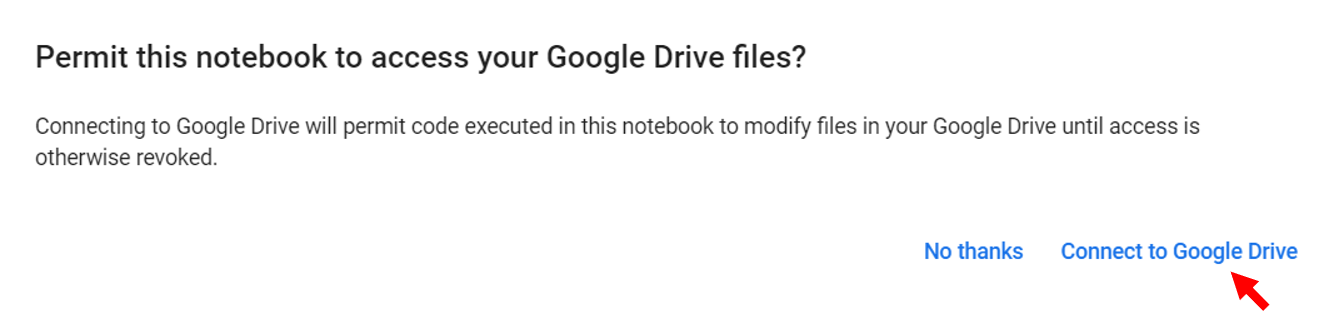 Permit this notebook to access your Google Drive files?
Connecting to Google Drive will permit code executed in this notebook to modify files in your Google Drive until access is
otherwise revoked.
No thanks Connect to Google Drive